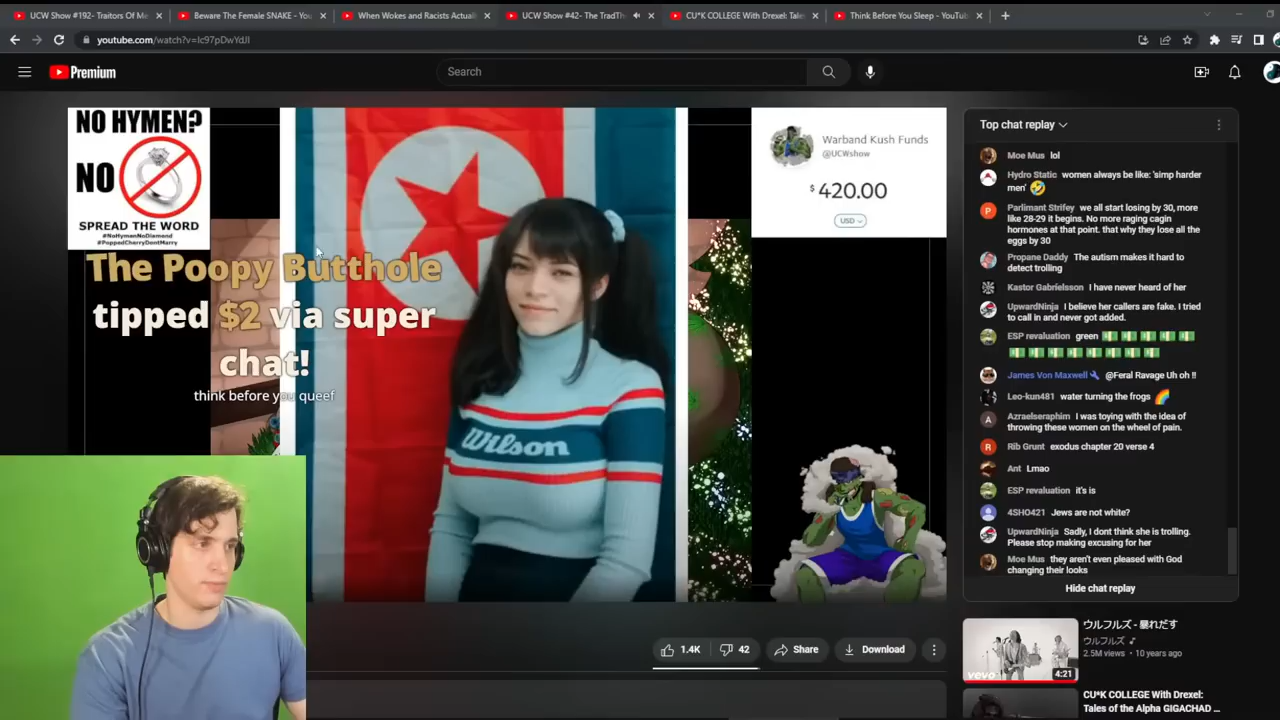 UCW Show #192- Traitors Of M
Beware The Female SNAKE - You
When Wokes and Racists Actuall
UCW Show #42- The TradTh
CU*K COLLEGE With Drexel: Tales
Think Before You Sleep - YouTub
youtube.com/watch?v=lc97pDwYdJI
Premium
Search
NO HYMEN?
NO
SPREAD THE WORD
#NoHymenNoDiamond
#PoppedCherryDontMarry
The Poopy Butthole
tipped $2 via super
chat!
think before you queef
Wilson
Warband Kush Funds
@UCWshow
$ 420.00
USD
Top chat replay
Moe Mus lol
Hydro Static women always be like: 'simp harder
men' 🤣
Parlimant Strifey we all start losing by 30, more
like 28-29 it begins. No more raging cagin
hormones at that point. that why they lose all the
eggs by 30
Propane Daddy The autism makes it hard to
detect trolling
Kastor Gabrielsson I have never heard of her
UpwardNinja I believe her callers are fake. I tried
to call in and never got added.
ESP revaluation green 💵💵💵💵💵
💵💵💵💵💵💵💵
James Von Maxwell @Feral Ravage Uh oh !!
Leo-kun481 water turning the frogs 🌈
Azraelseraphim I was toying with the idea of
throwing these women on the wheel of pain.
Rib Grunt exodus chapter 20 verse 4
Ant Lmao
ESP revaluation it's is
4SHO421 Jews are not white?
UpwardNinja Sadly, I dont think she is trolling.
Please stop making excusing for her
Moe Mus they aren't even pleased with God
changing their looks
Hide chat replay
1.4K
42
Share
Download
ウルフルズ - 暴れだす
ウルフルズ
2.5M views • 10 years ago
vevo
4:21
CU*K COLLEGE With Drexel:
Tales of the Alpha GIGACHAD ...